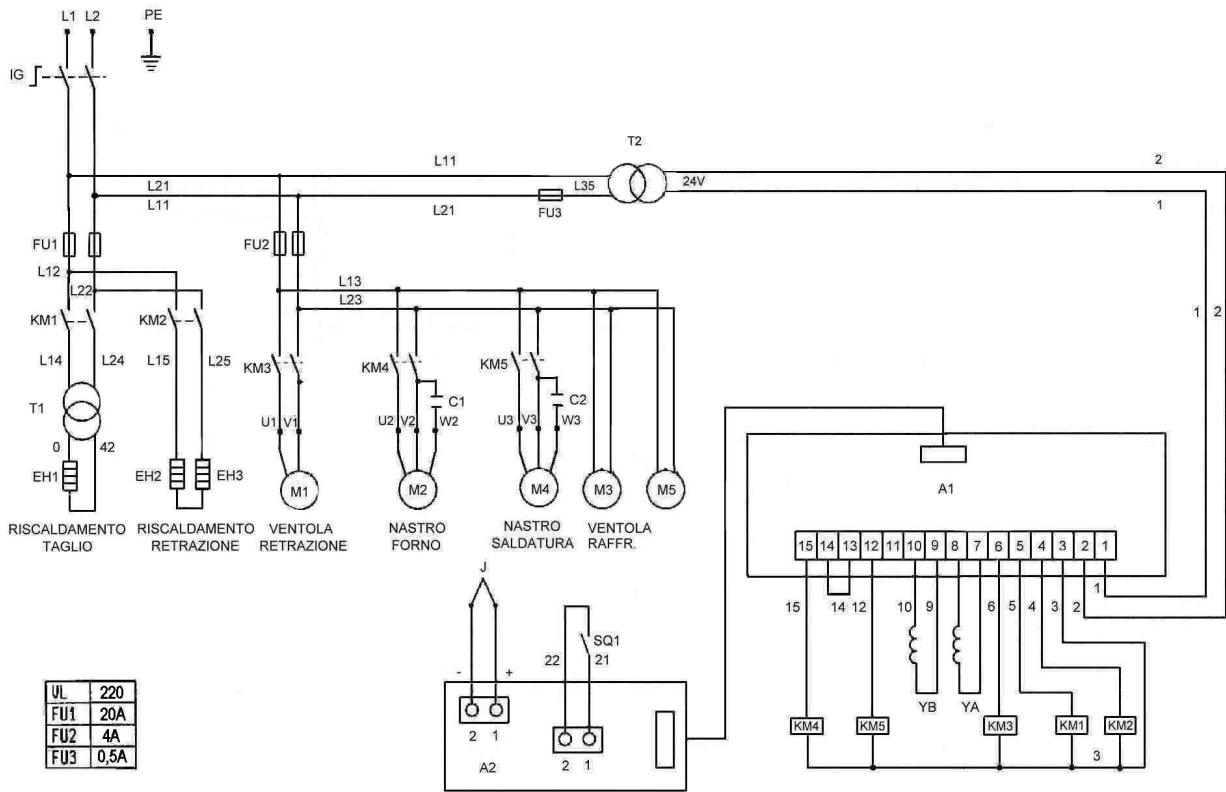 L1 L2 PE
IG
T2
L11
2
L21
L35
24V
L11
L21
FU3
1
FU1
FU2
L12
L13
L22
L23
1 2
KM1
KM2
KM3
KM4
KM5
L14
L24
L15
L25
C1
C2
T1
U1 V1
U2 V2 W2
U3 V3 W3
0
42
EH1
EH2
EH3
M1
M2
M4
M3
M5
A1
RISCALDAMENTO
TAGLIO
RISCALDAMENTO
RETRAZIONE
VENTOLA
RETRAZIONE
NASTRO
FORNO
NASTRO
SALDATURA
VENTOLA
RAFFR.
15 14 13 12 11 10 9 8 7 6 5 4 3 2 1
J
1
15
14
12
10
9
6
5
4
3
2
SQ1
22
21
- +
YB
YA
KM4
KM5
KM3
KM1
KM2
2 1
2 1
A2
3
VL 220
FU1 20A
FU2 4A
FU3 0,5A